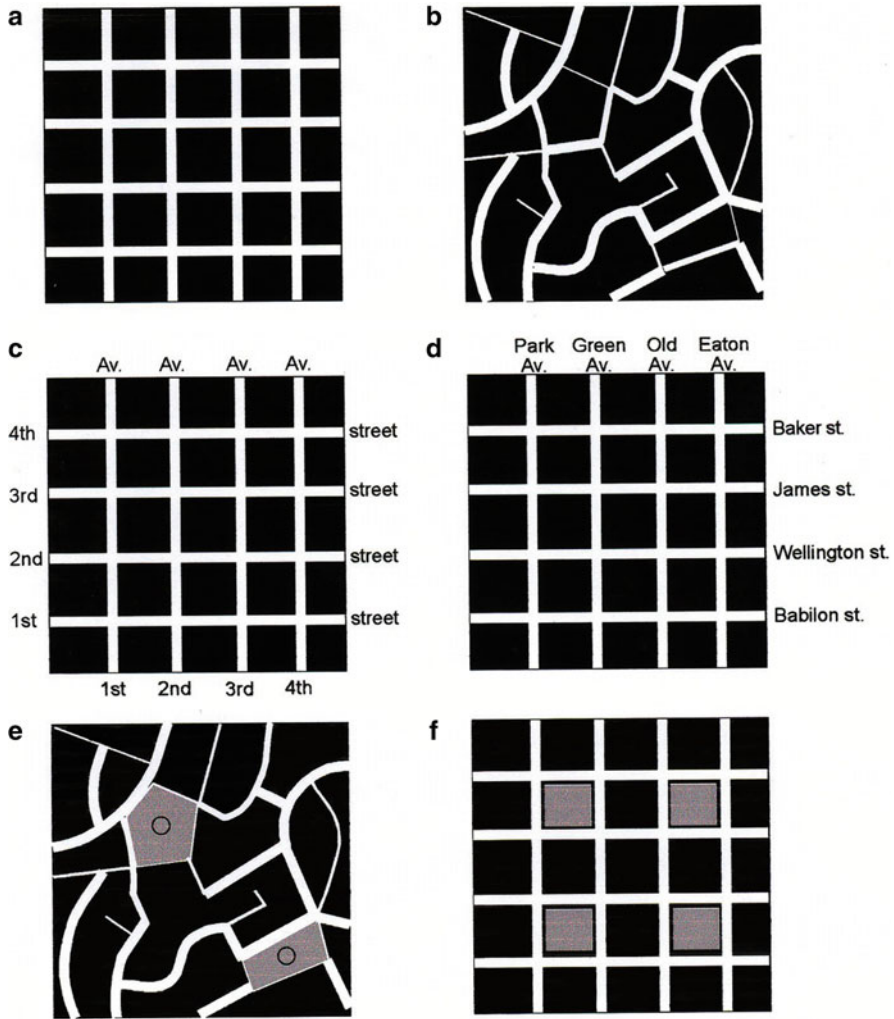 a
b
c
Av. Av. Av. Av.
4th street
3rd street
2nd street
1st street
1st 2nd 3rd 4th
d
Park Green Old Eaton
Av. Av. Av. Av.
Baker st.
James st.
Wellington st.
Babilon st.
e
f